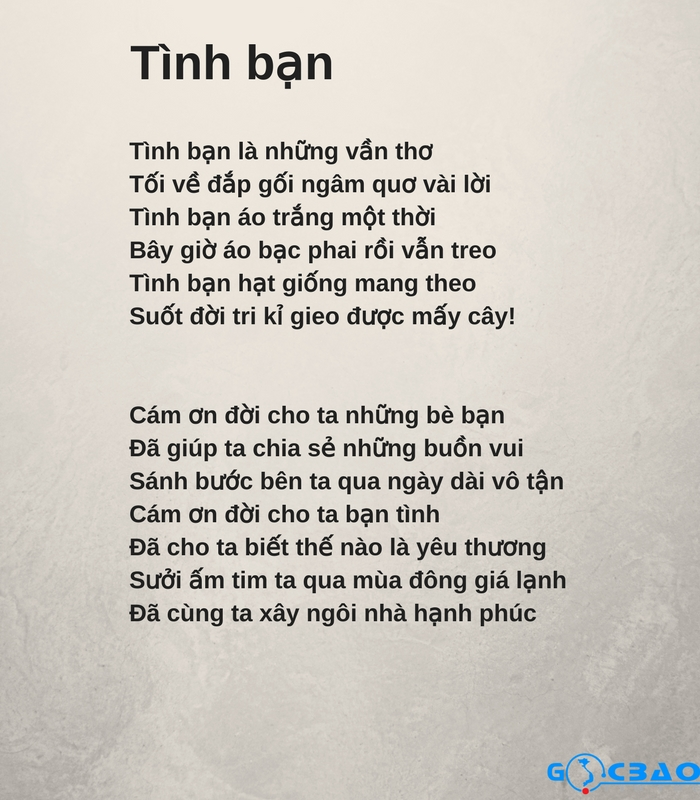 Tình bạn
Tình bạn là những vần thơ
Tối về đắp gối ngâm quơ vài lời
Tình bạn áo trắng một thời
Bây giờ áo bạc phai rồi vẫn treo
Tình bạn hạt giống mang theo
Suốt đời tri kỉ gieo được mấy cây!
Cám ơn đời cho ta những bè bạn
Đã giúp ta chia sẻ những buồn vui
Sánh bước bên ta qua ngày dài vô tận
Cám ơn đời cho ta bạn tình
Đã cho ta biết thế nào là yêu thương
Sưởi ấm tim ta qua mùa đông giá lạnh
Đã cùng ta xây ngôi nhà hạnh phúc
GOCBAO